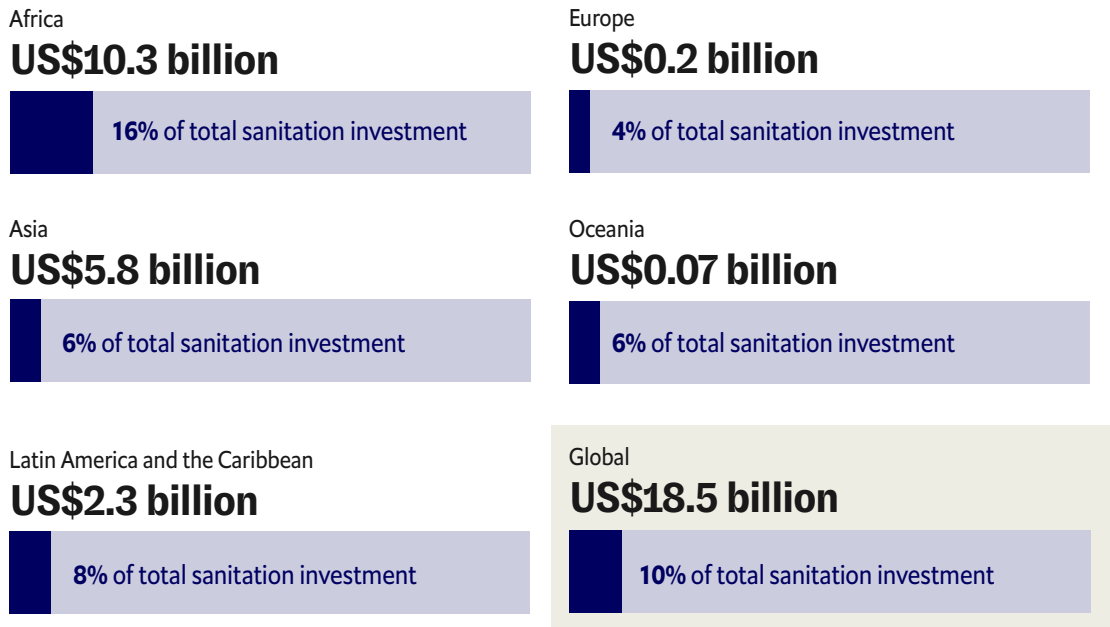 Africa
US$10.3 billion
16% of total sanitation investment
Europe
US$0.2 billion
4% of total sanitation investment
Asia
US$5.8 billion
6% of total sanitation investment
Oceania
US$0.07 billion
6% of total sanitation investment
Latin America and the Caribbean
US$2.3 billion
8% of total sanitation investment
Global
US$18.5 billion
10% of total sanitation investment